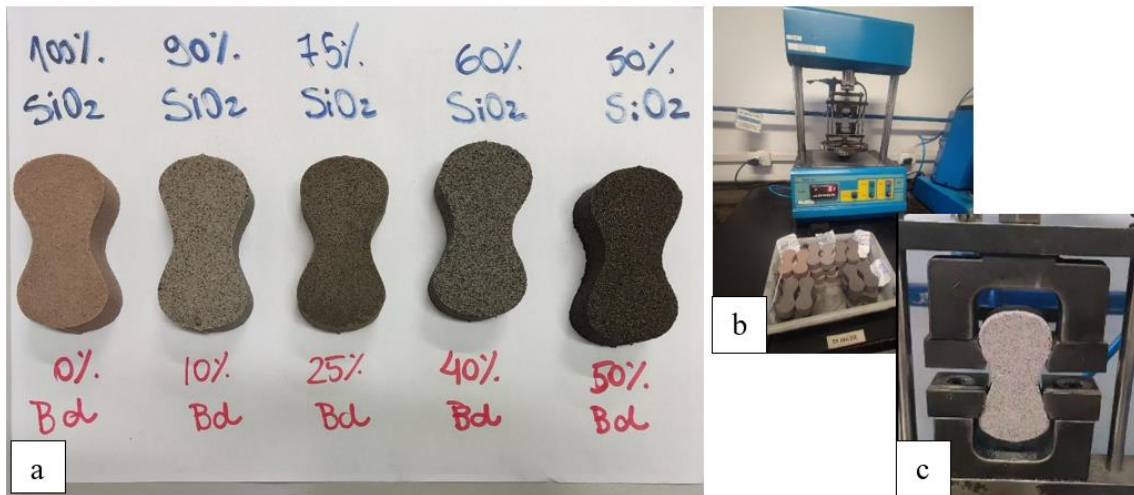 100%. 90%. 75% 60%. 50%.
SiO2 SiO2 SiO2 SiO2 SiO2
0%. 10% 25% 40% 50%
Bd Bd Bd Bd Bd
a
b
c